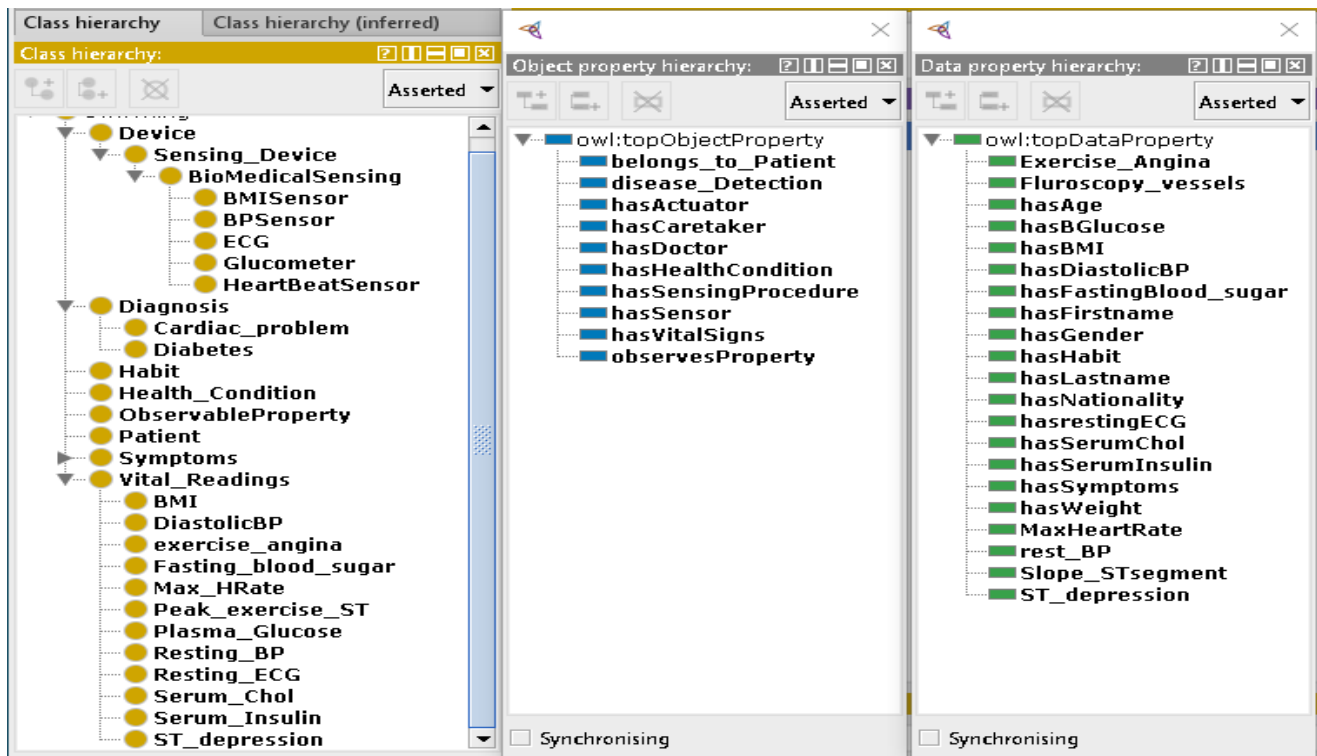 Class hierarchy
Class hierarchy (inferred)
Class hierarchy:
Asserted
Device
Sensing_Device
BioMedicalSensing
BMISensor
BPSensor
ECG
Glucometer
HeartBeatSensor
Diagnosis
Cardiac_problem
Diabetes
Habit
Health_Condition
ObservableProperty
Patient
Symptoms
Vital_Readings
BMI
DiastolicBP
exercise_angina
Fasting_blood_sugar
Max_HRate
Peak_exercise_ST
Plasma_Glucose
Resting_BP
Resting_ECG
Serum_Chol
Serum_Insulin
ST_depression
Object property hierarchy:
Asserted
owl:topObjectProperty
belongs_to_Patient
disease_Detection
hasActuator
hasCaretaker
hasDoctor
hasHealthCondition
hasSensingProcedure
hasSensor
hasVitalSigns
observesProperty
Synchronising
Data property hierarchy:
Asserted
owl:topDataProperty
Exercise_Angina
Fluroscopy_vessels
hasAge
hasBGlucose
hasBMI
hasDiastolicBP
hasFastingBlood_sugar
hasFirstname
hasGender
hasHabit
hasLastname
hasNationality
hasrestingECG
hasSerumChol
hasSerumInsulin
hasSymptoms
hasWeight
MaxHeartRate
rest_BP
Slope_STsegment
ST_depression
Synchronising